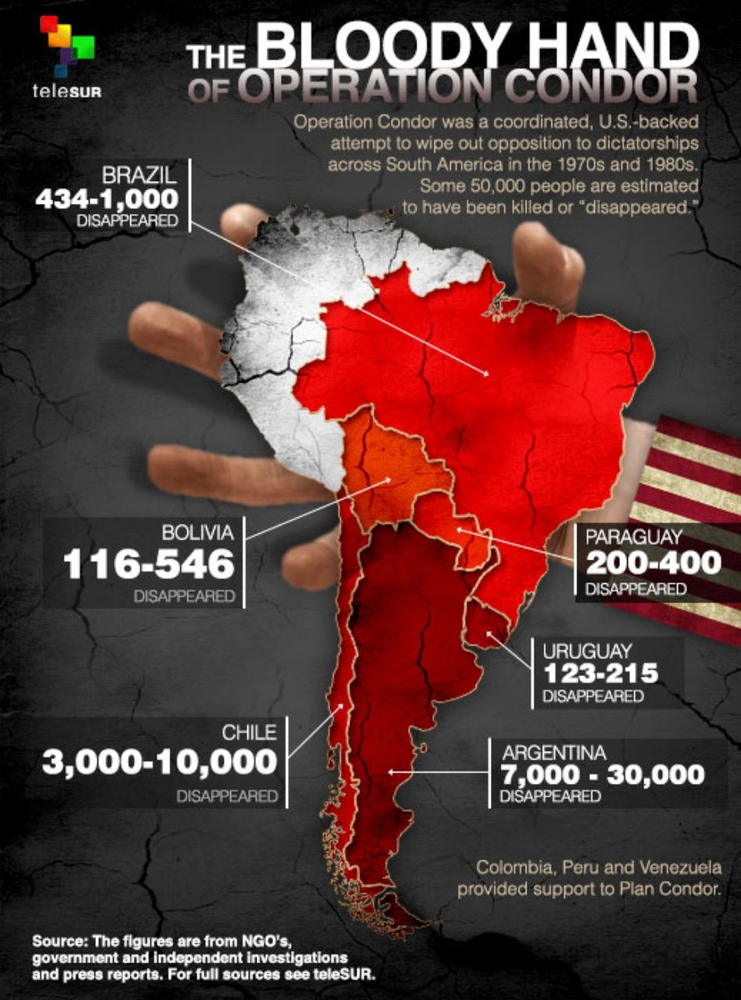 teleSUR
THE BLOODY HAND
OF OPERATION CONDOR
Operation Condor was a coordinated, U.S.-backed
attempt to wipe out opposition to dictatorships
across South America in the 1970s and 1980s.
Some 50,000 people are estimated
to have been killed or “disappeared.”
BRAZIL
434-1,000
DISAPPEARED
BOLIVIA
116-546
DISAPPEARED
PARAGUAY
200-400
DISAPPEARED
URUGUAY
123-215
DISAPPEARED
CHILE
3,000-10,000
DISAPPEARED
ARGENTINA
7,000 - 30,000
DISAPPEARED
Colombia, Peru and Venezuela
provided support to Plan Condor.
Source: The figures are from NGO's,
government and independent investigations
and press reports. For full sources see teleSUR.